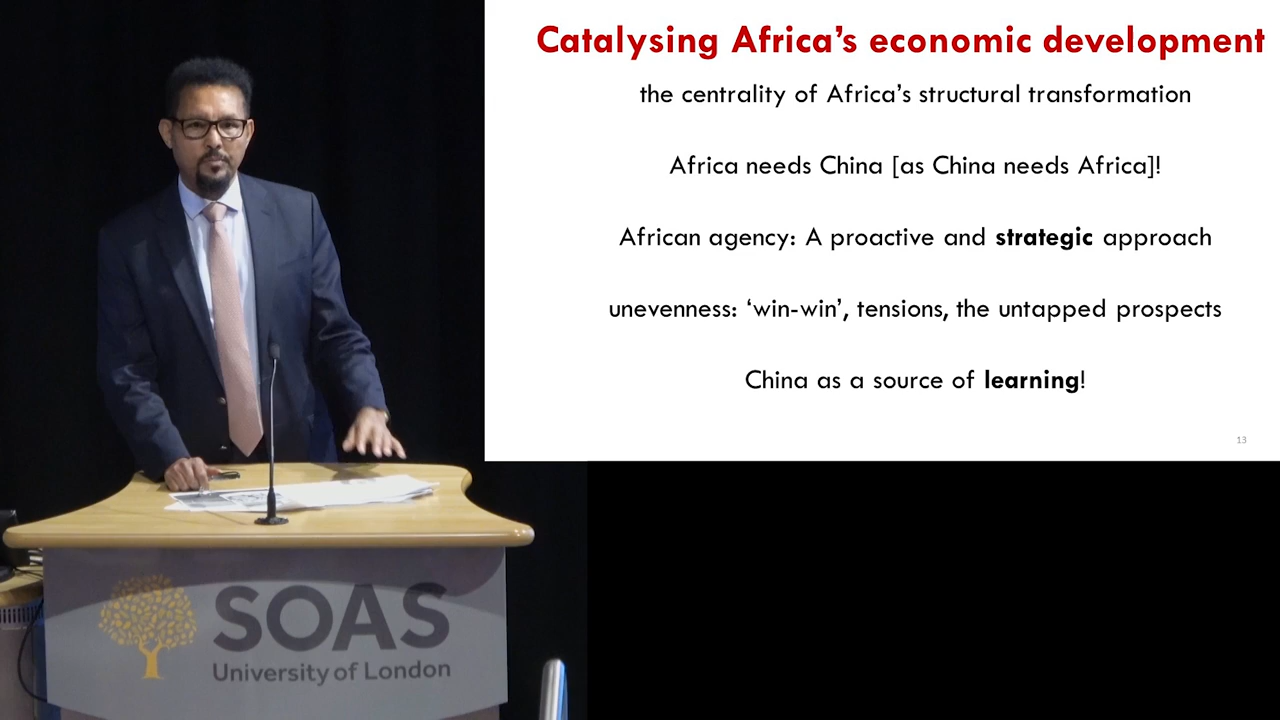 Catalysing Africa's economic development
the centrality of Africa's structural transformation
Africa needs China [as China needs Africa]!
African agency: A proactive and strategic approach
unevenness: ‘win-win’, tensions, the untapped prospects
China as a source of learning!
13
SOAS
University of London